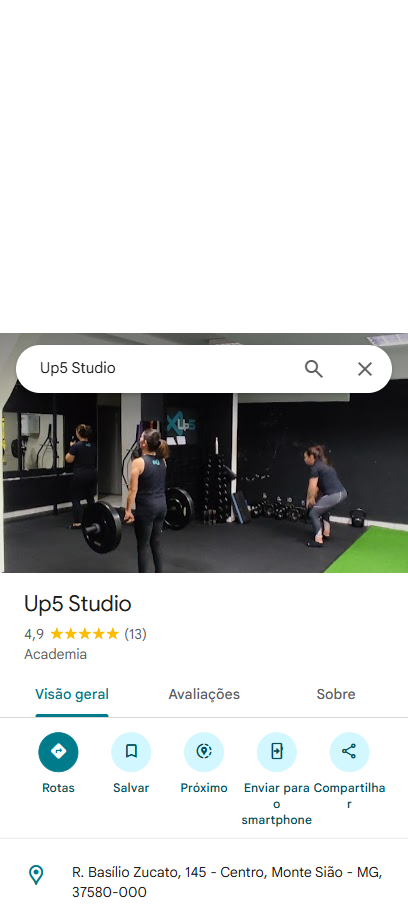 Up5 Studio
Up5
Up5 Studio
4,9 ★★★★★ (13)
Academia
Visão geral Avaliações Sobre
Rotas Salvar Próximo Enviar para o smartphone Compartilhar
R. Basílio Zucato, 145 - Centro, Monte Sião - MG,
37580-000